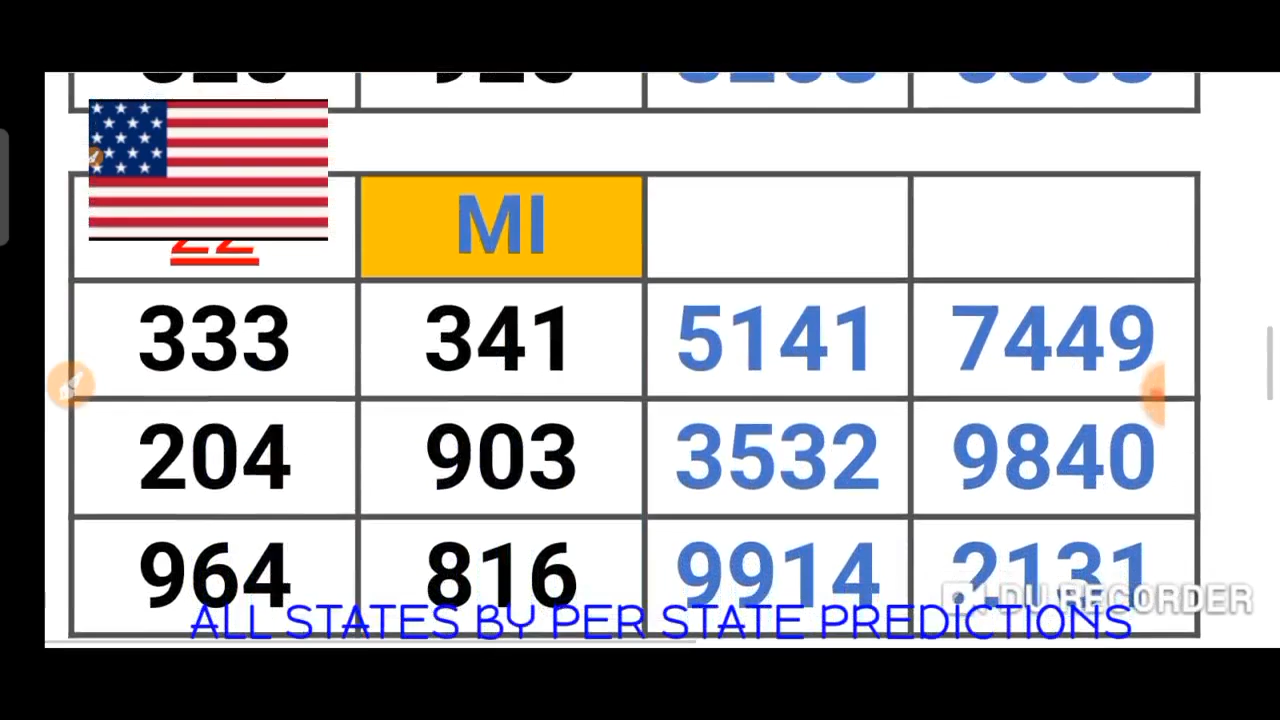 22 MI
333 341 5141 7449
204 903 3532 9840
964 816 9914 2131
DU RECORDER
ALL STATES BY PER STATE PREDICTIONS